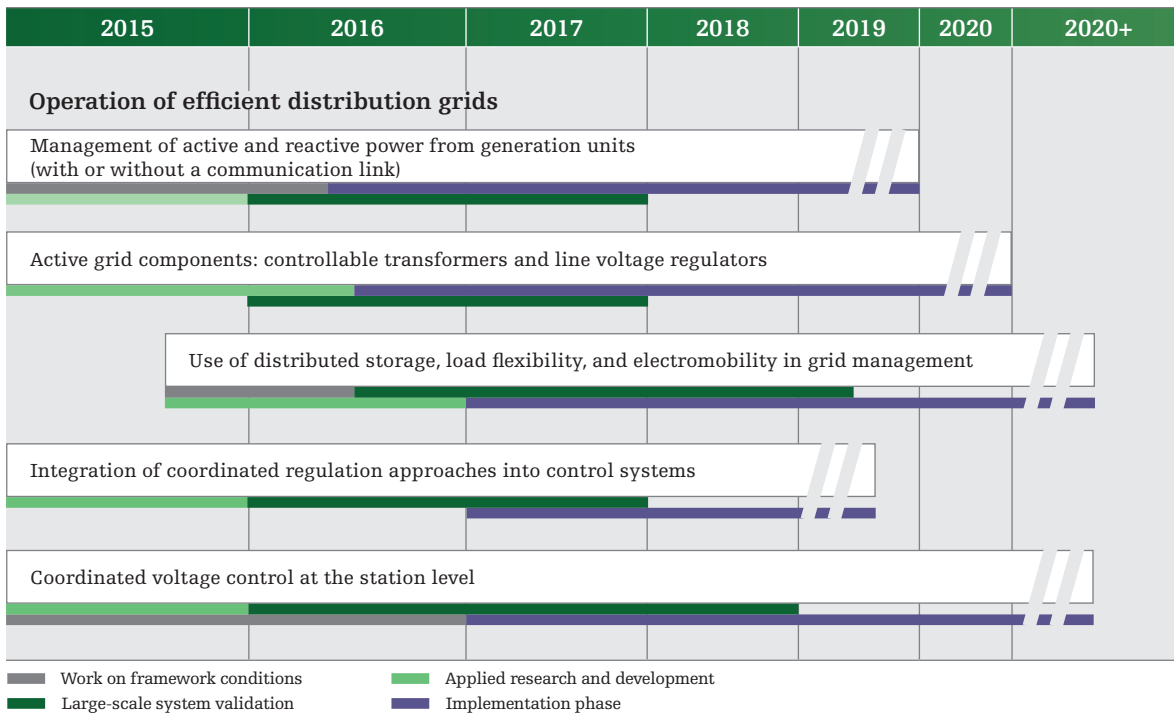 2015 2016 2017 2018 2019 2020 2020+
Operation of efficient distribution grids
Management of active and reactive power from generation units
(with or without a communication link)
Active grid components: controllable transformers and line voltage regulators
Use of distributed storage, load flexibility, and electromobility in grid management
Integration of coordinated regulation approaches into control systems
Coordinated voltage control at the station level
Work on framework conditions Applied research and development
Large-scale system validation Implementation phase